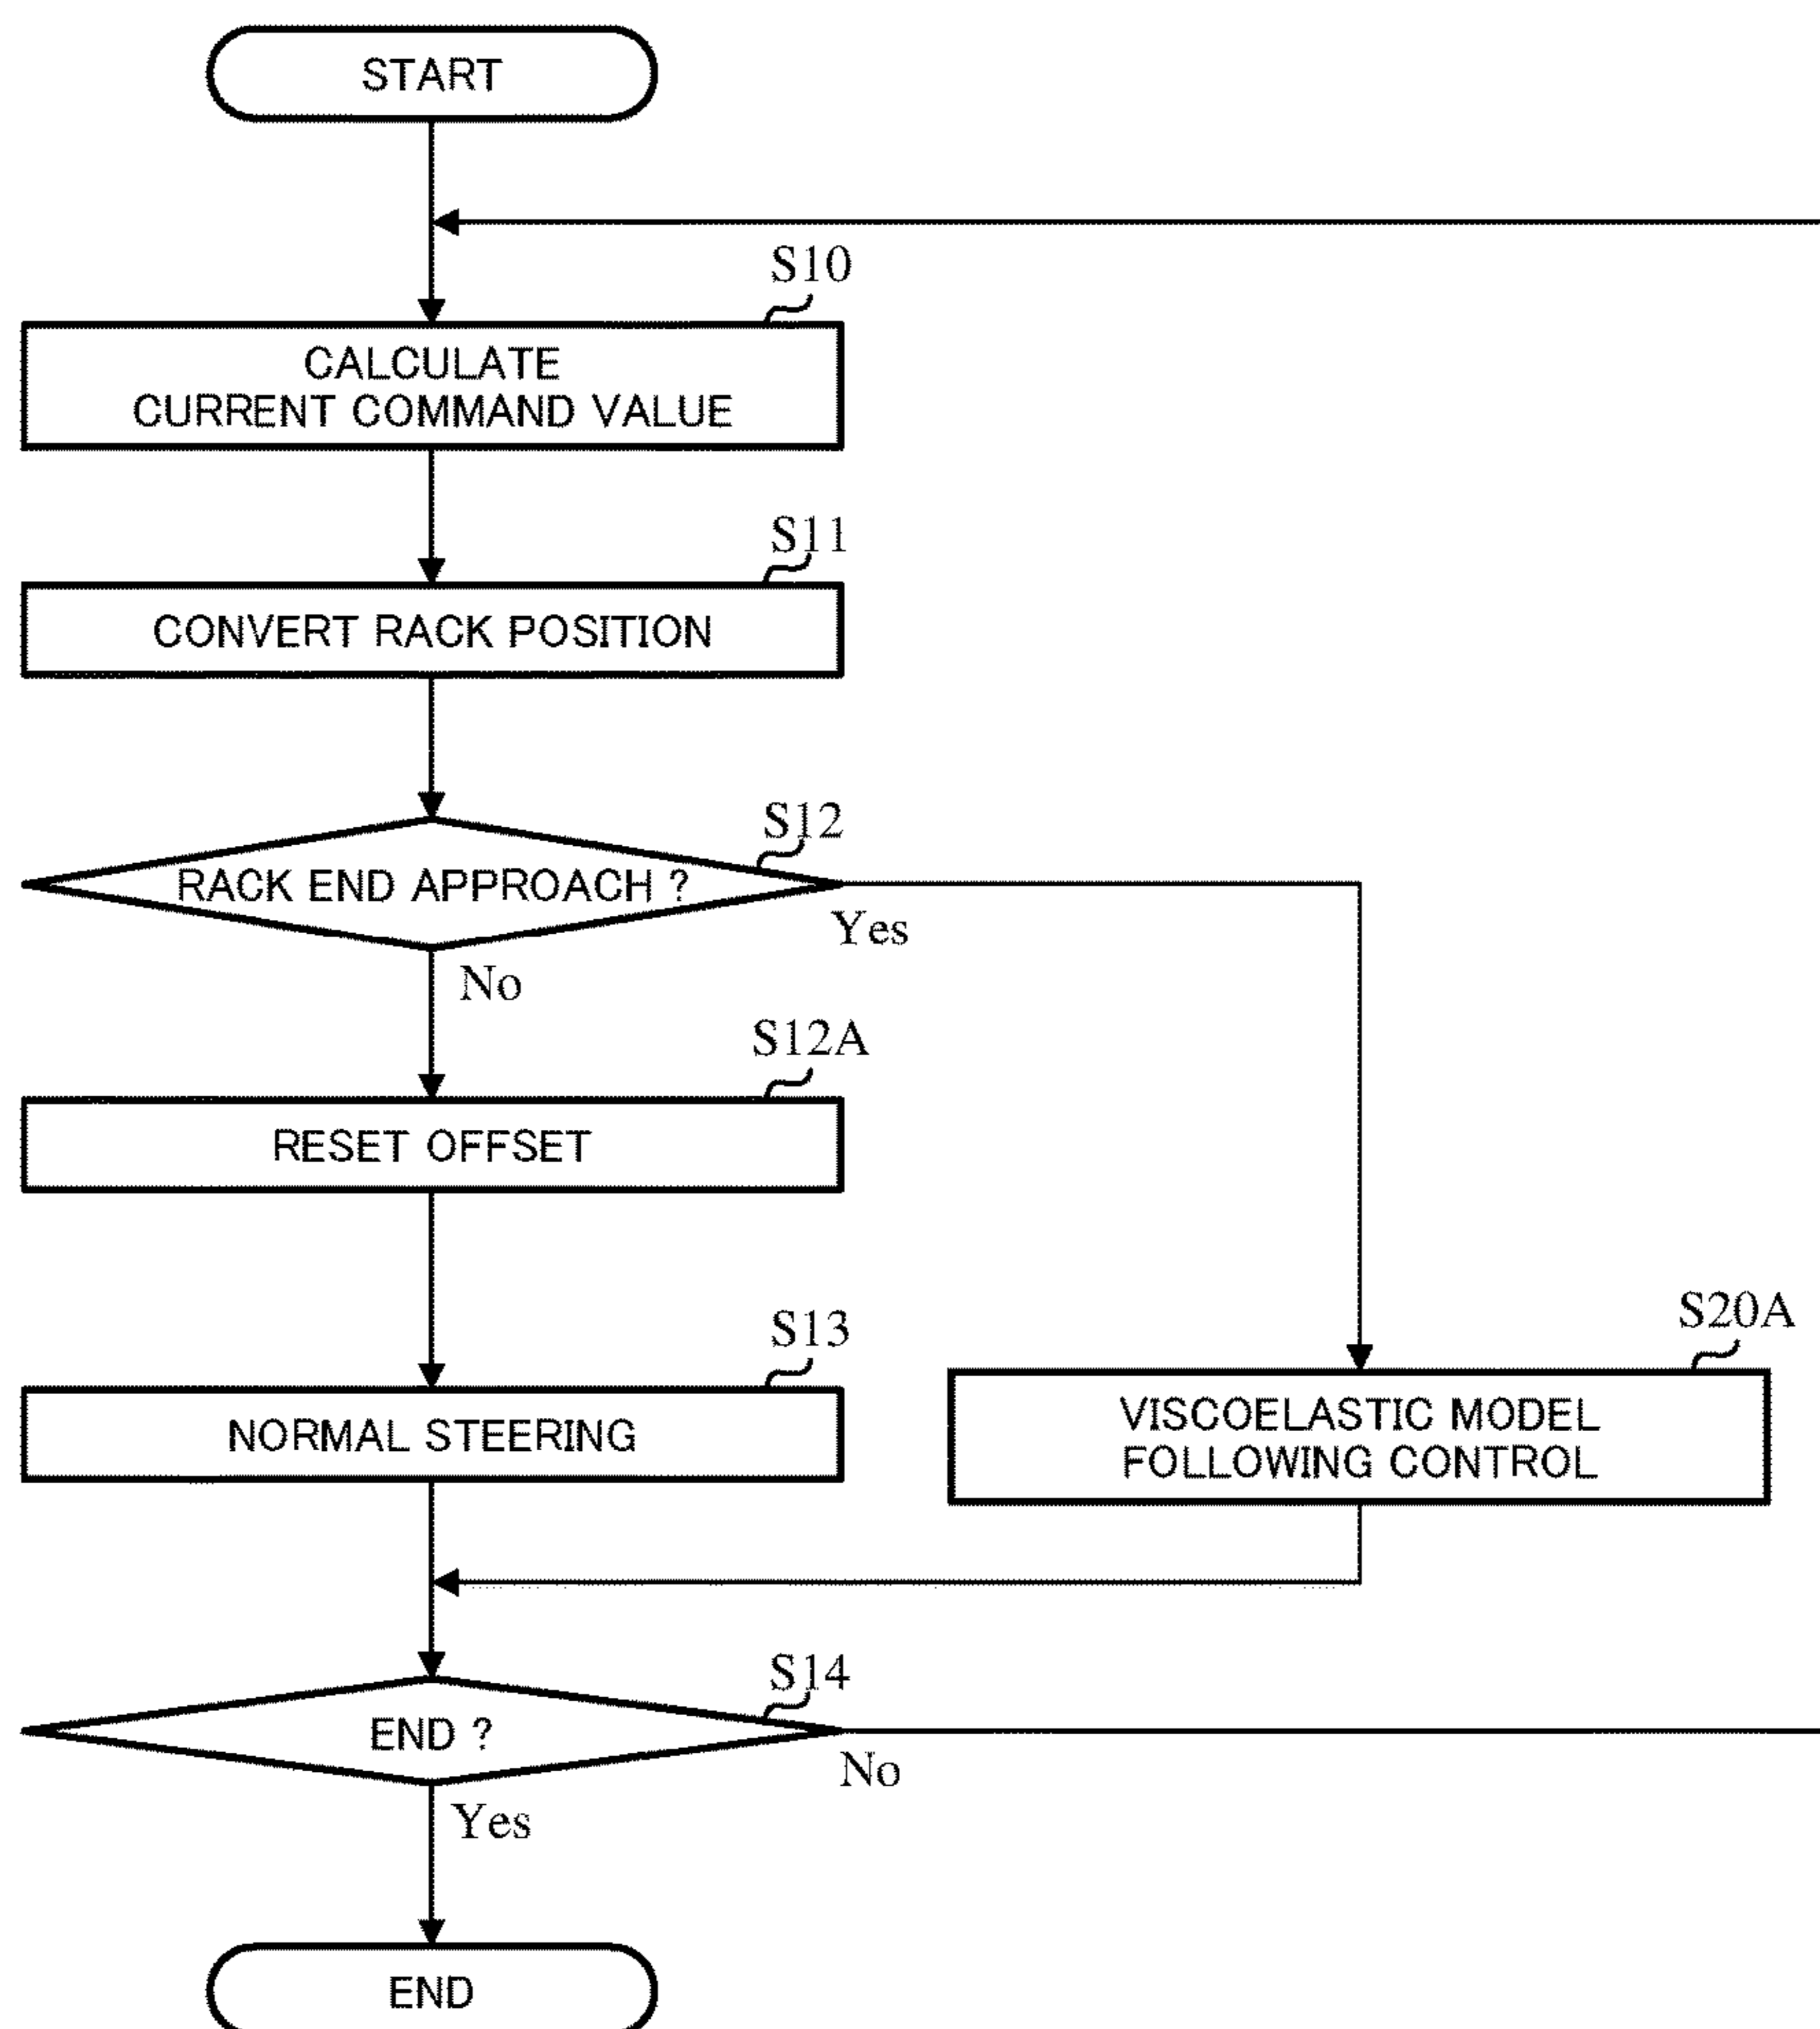 START
S10
CALCULATE
CURRENT COMMAND VALUE
S11
CONVERT RACK POSITION
S12
RACK END APPROACH ?
Yes
No
S12A
RESET OFFSET
S13
NORMAL STEERING
S20A
VISCOELASTIC MODEL
FOLLOWING CONTROL
S14
END ?
No
Yes
END